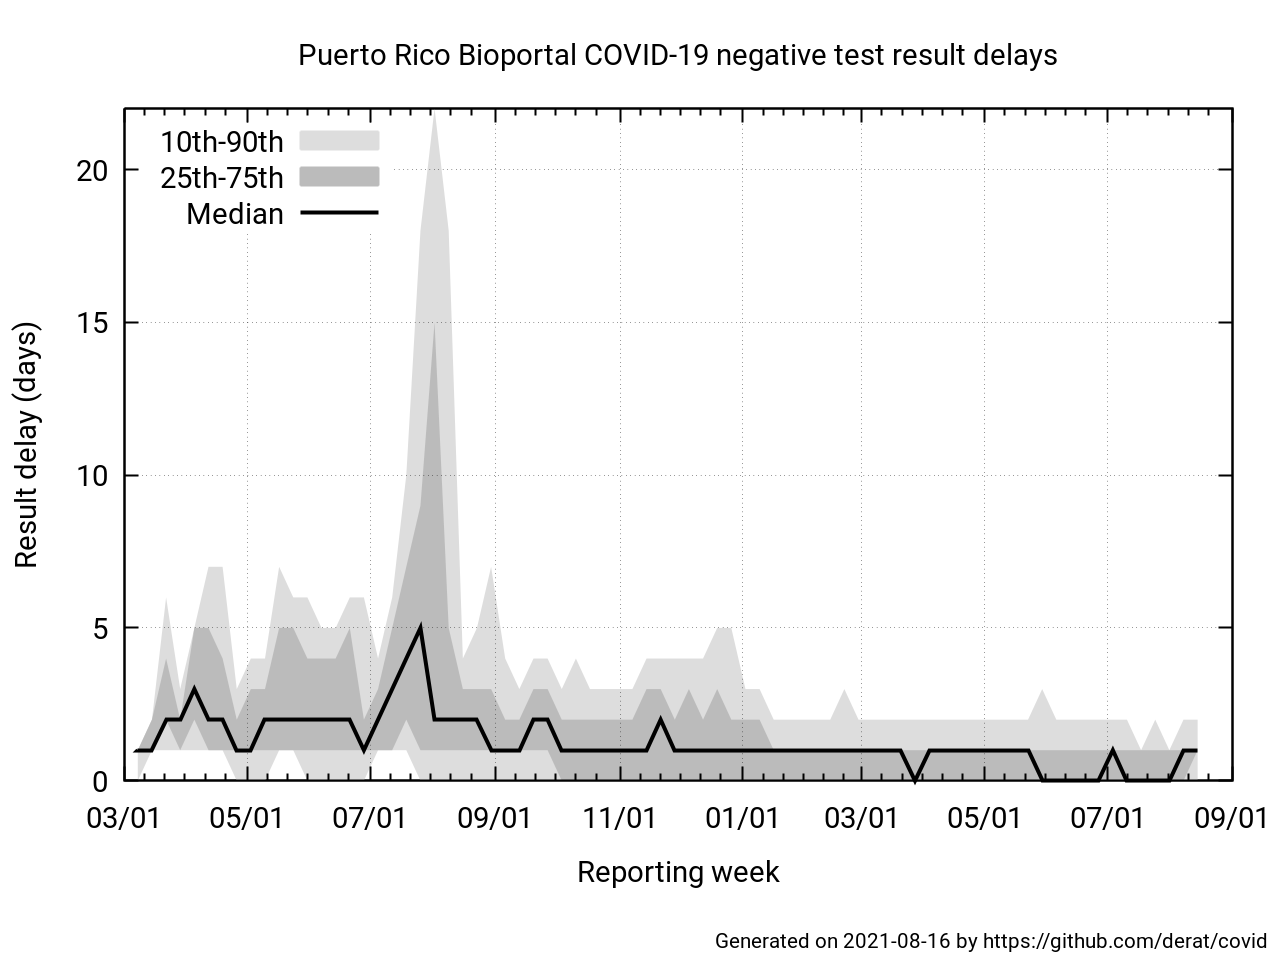 Puerto Rico Bioportal COVID-19 negative test result delays
10th-90th
25th-75th
Median
20
15
10
5
0
Result delay (days)
03/01 05/01 07/01 09/01 11/01 01/01 03/01 05/01 07/01 09/01
Reporting week
Generated on 2021-08-16 by https://github.com/derat/covid